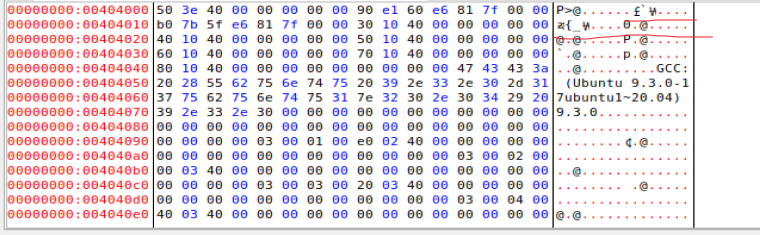 00000000:00404000 50 3e 40 00 00 00 00 00 90 e1 60 e6 81 7f 00 00 P>@.....
00000000:00404010 b0 7b 5f e6 81 7f 00 00 30 10 40 00 00 00 00 00 0.@.....
00000000:00404020 40 10 40 00 00 00 00 00 50 10 40 00 00 00 00 00 @.@.....P.@.....
00000000:00404030 60 10 40 00 00 00 00 00 70 10 40 00 00 00 00 00 `.@.....p.@.....
00000000:00404040 80 10 40 00 00 00 00 00 00 00 00 00 47 43 43 3a ..@.........GCC:
00000000:00404050 20 28 55 62 75 6e 74 75 20 39 2e 33 2e 30 2d 31 (Ubuntu 9.3.0-1
00000000:00404060 37 75 62 75 6e 74 75 31 7e 32 30 2e 30 34 29 20 7ubuntu1~20.04)
00000000:00404070 39 2e 33 2e 30 00 00 00 00 00 00 00 00 00 00 00 9.3.0...........
00000000:00404080 00 00 00 00 00 00 00 00 00 00 00 00 00 00 00 00 ................
00000000:00404090 00 00 00 00 03 00 01 00 e0 02 40 00 00 00 00 00 ........¢.@.....
00000000:004040a0 00 00 00 00 00 00 00 00 00 00 00 00 03 00 02 00 ................
00000000:004040b0 00 03 40 00 00 00 00 00 00 00 00 00 00 00 00 00 ..@.............
00000000:004040c0 00 00 00 00 03 00 03 00 20 03 40 00 00 00 00 00 ........ .@.....
00000000:004040d0 00 00 00 00 00 00 00 00 00 00 00 00 03 00 04 00 ................
00000000:004040e0 40 03 40 00 00 00 00 00 00 00 00 00 00 00 00 00 @.@.............